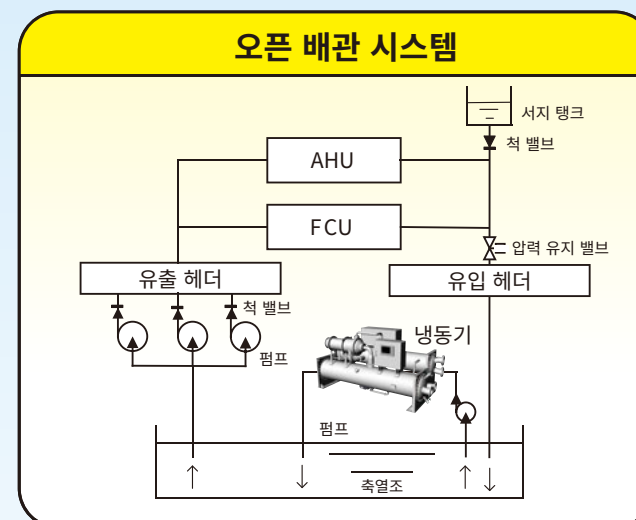 오픈 배관 시스템
서지 탱크
척 밸브
AHU
FCU
압력 유지 밸브
유출 헤더
유입 헤더
척 밸브
냉동기
펌프
펌프
축열조